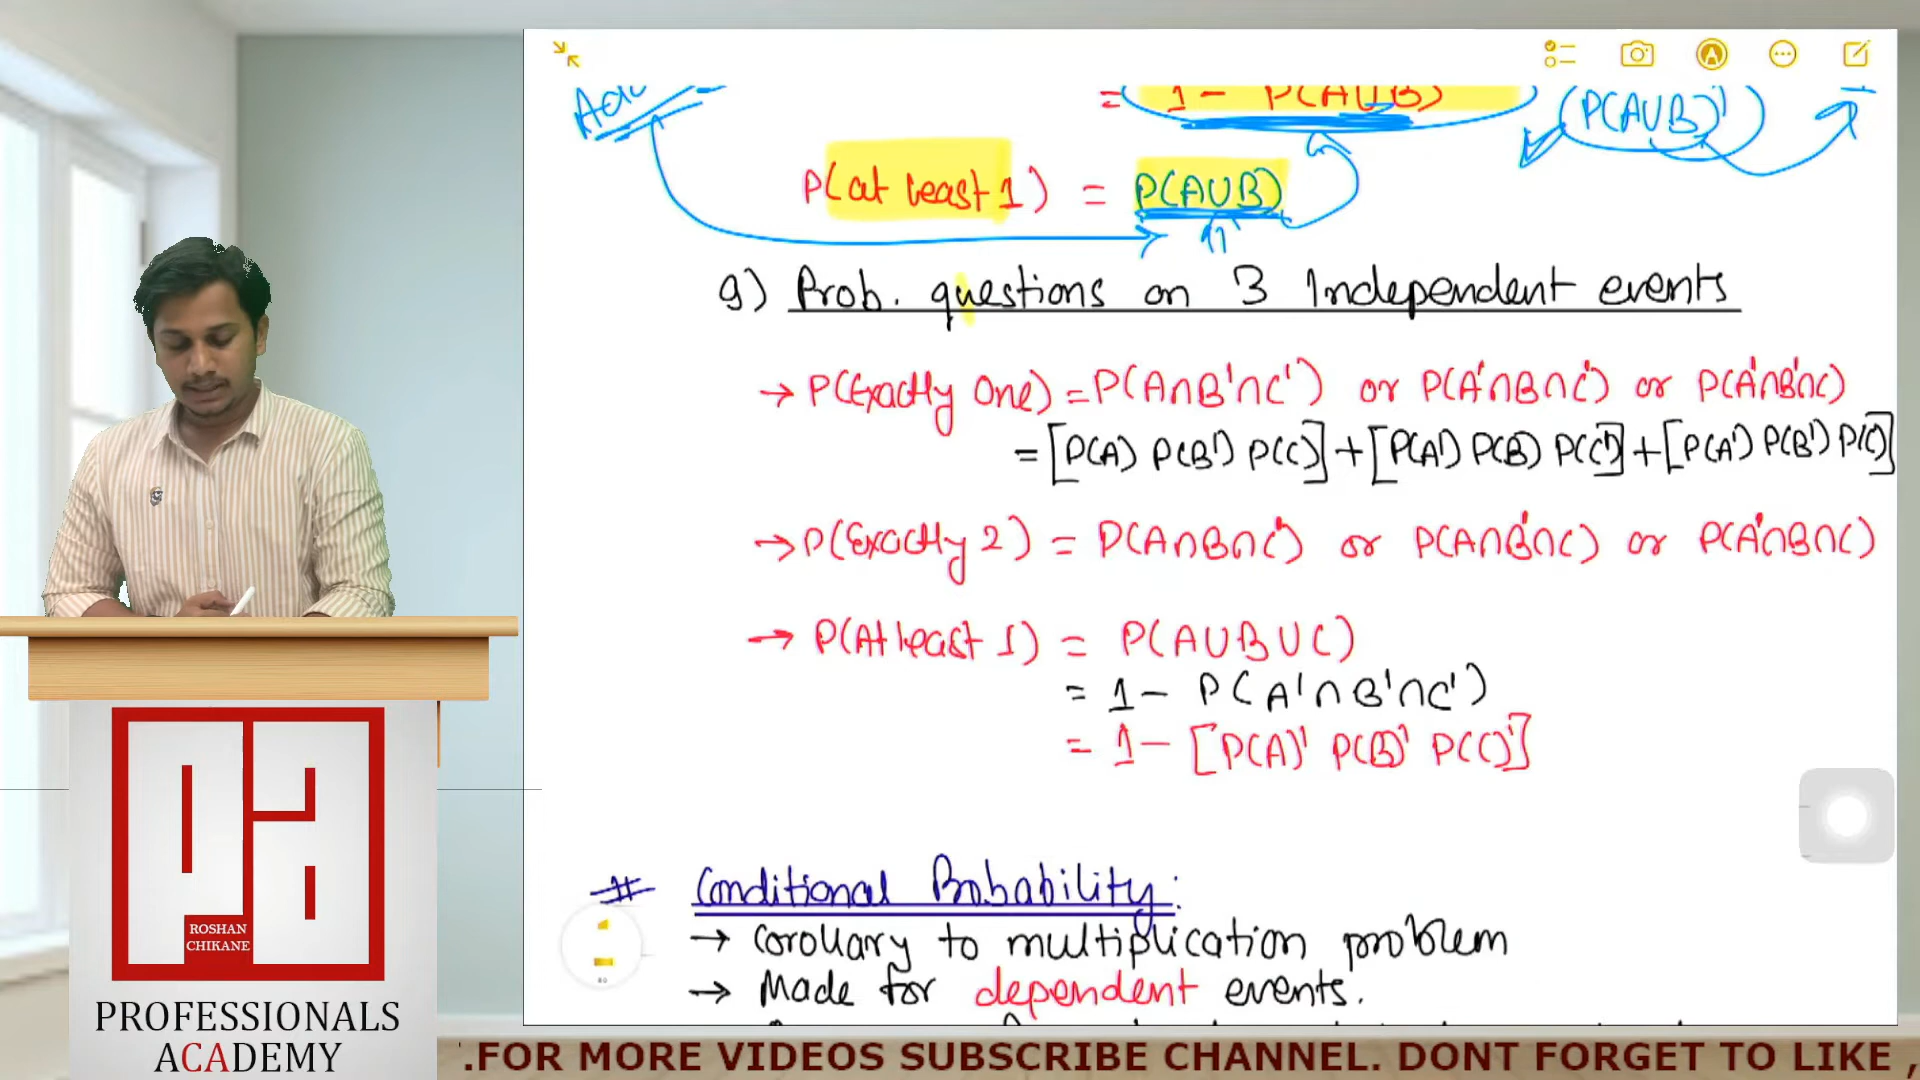 = 1 - P(AUB)
(P(AUB)')
P(at least 1) = P(AUB)
g) Prob. questions on 3 Independent events
→ P(Exactly One) = P(A∩B'∩C') or P(A'∩B∩C') or P(A'∩B'∩C)
= [P(A) P(B') P(C)] + [P(A') P(B) P(C')] + [P(A') P(B') P(C)]
→ P(Exactly 2) = P(A∩B∩C') or P(A∩B'∩C) or P(A'∩B∩C)
→ P(At least 1) = P(AUBUC)
= 1 - P(A'∩B'∩C')
= 1 - [P(A)' P(B)' P(C)']
# Conditional Probability:
→ Corollary to multiplication problem
→ Made for dependent events.
ROSHAN
CHIKANE
PROFESSIONALS
ACADEMY
.FOR MORE VIDEOS SUBSCRIBE CHANNEL. DONT FORGET TO LIKE ,